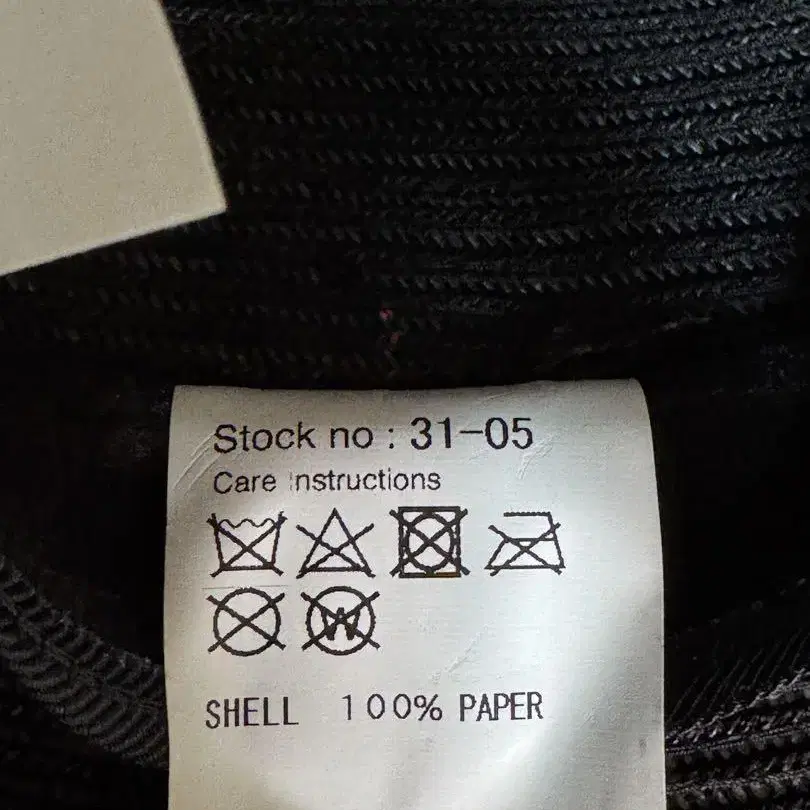 Stock no : 31-05
Care Instructions
W
SHELL 100% PAPER